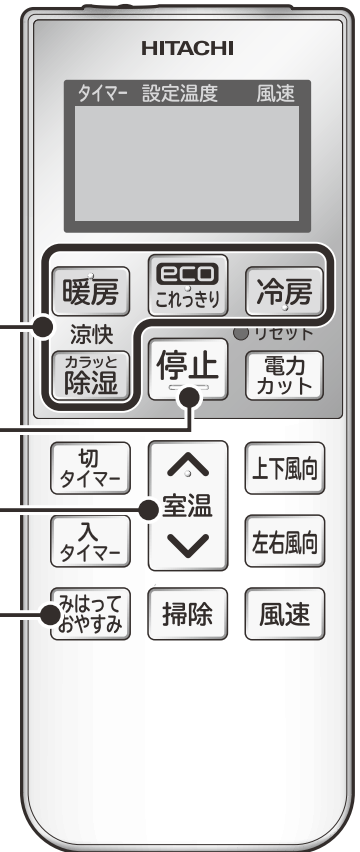 HITACHI
タイマー 設定温度 風速
暖房
eco
これっきり
冷房
涼快
カラッと
除湿
停止
リセット
電力
カット
切
タイマー
室温
上下風向
入
タイマー
左右風向
みはって
おやすみ
掃除
風速